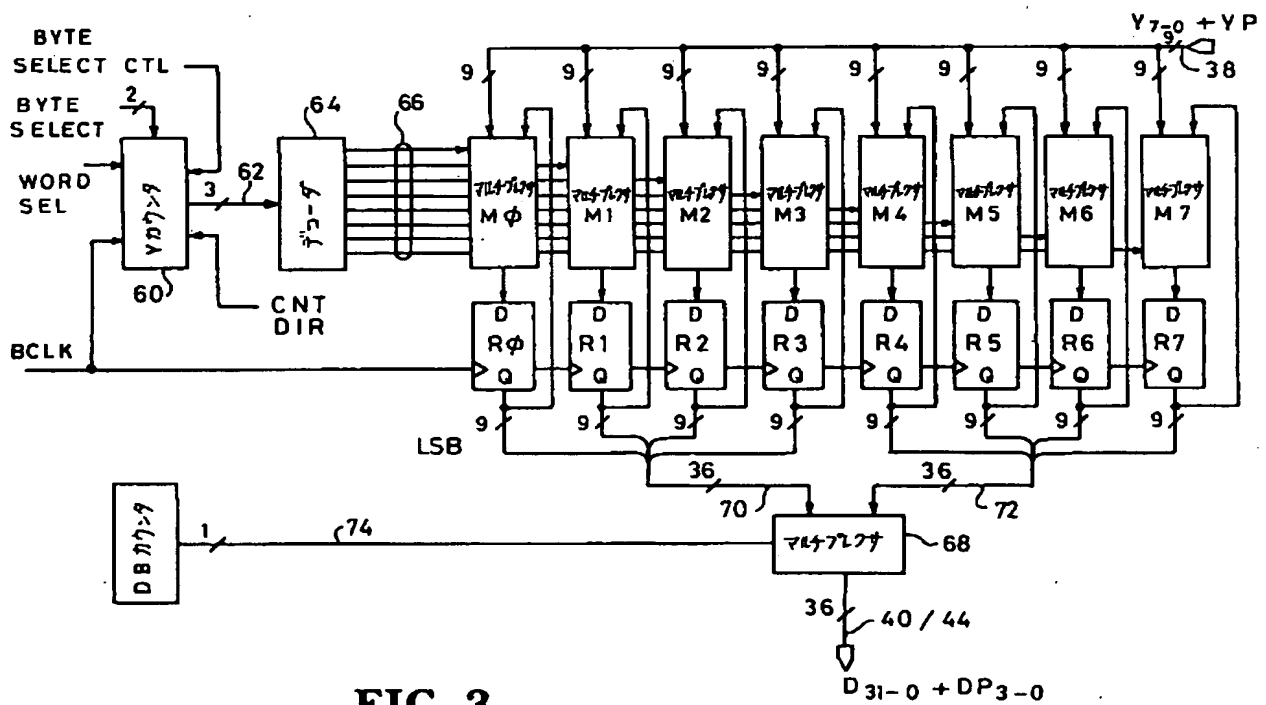 BYTE
SELECT CTL
BYTE
SELECT
2
WORD
SEL
Yカウンタ
60
3
62
CNT
DIR
BCLK
64
デコーダ
66
Y7-0 + YP
9
38
9 9 9 9 9 9 9 9
マルチプレクサ
MΦ
マルチプレクサ
M1
マルチプレクサ
M2
マルチプレクサ
M3
マルチプレクサ
M4
マルチプレクサ
M5
マルチプレクサ
M6
マルチプレクサ
M7
D D D D D D D D
RΦ R1 R2 R3 R4 R5 R6 R7
Q Q Q Q Q Q Q Q
9 9 9 9 9 9 9 9
LSB
36
70
36
72
DBカウンタ
1
74
マルチプレクサ
68
36
40 / 44
D31-0 + DP3-0
FIG. 3